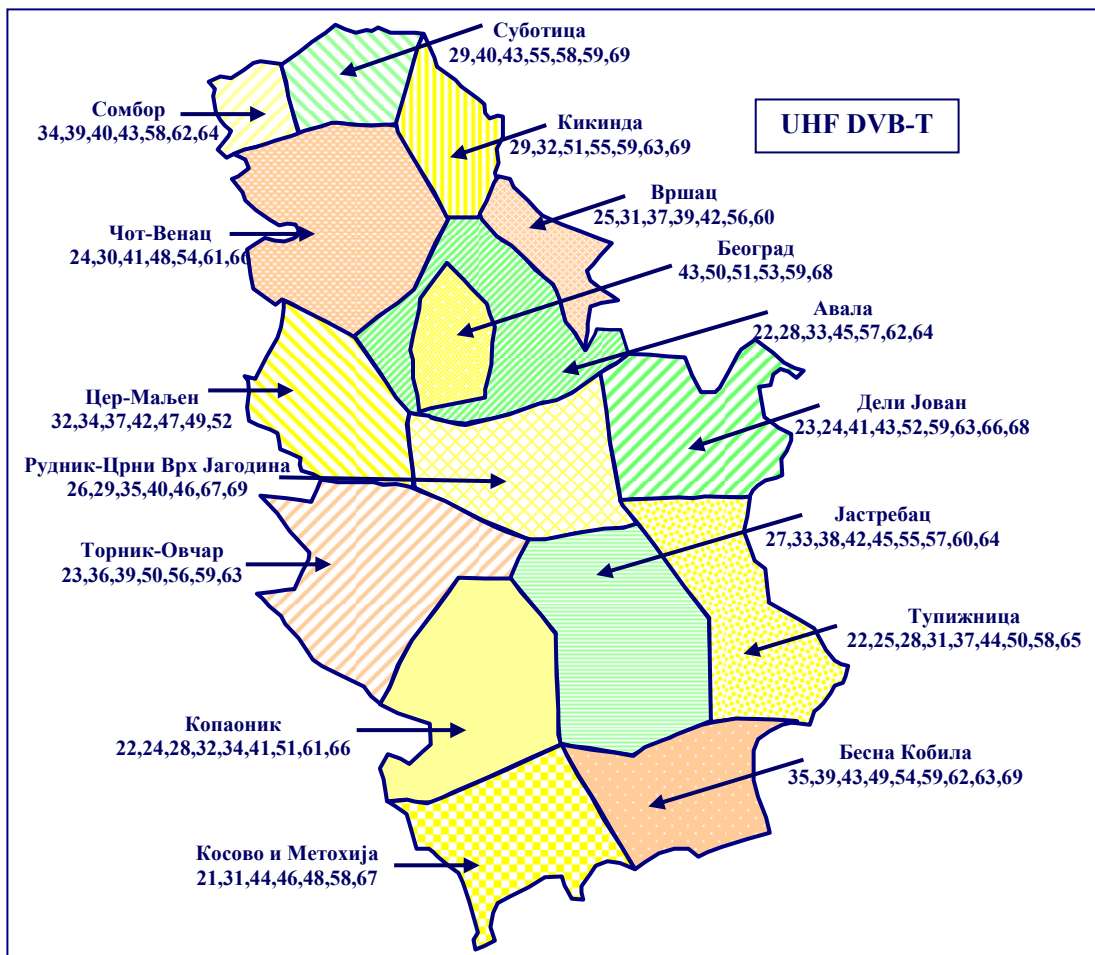 Суботица
29,40,43,55,58,59,69
UHF DVB-T
Сомбор
34,39,40,43,58,62,64
Кикинда
29,32,51,55,59,63,69
Вршац
25,31,37,39,42,56,60
Чот-Венац
24,30,41,48,54,61,66
Београд
43,50,51,53,59,68
Авала
22,28,33,45,57,62,64
Цер-Маљен
32,34,37,42,47,49,52
Дели Јован
23,24,41,43,52,59,63,66,68
Рудник-Црни Врх Јагодина
26,29,35,40,46,67,69
Јастребац
27,33,38,42,45,55,57,60,64
Торник-Овчар
23,36,39,50,56,59,63
Тупижница
22,25,28,31,37,44,50,58,65
Копаоник
22,24,28,32,34,41,51,61,66
Бесна Кобила
35,39,43,49,54,59,62,63,69
Косово и Метохија
21,31,44,46,48,58,67